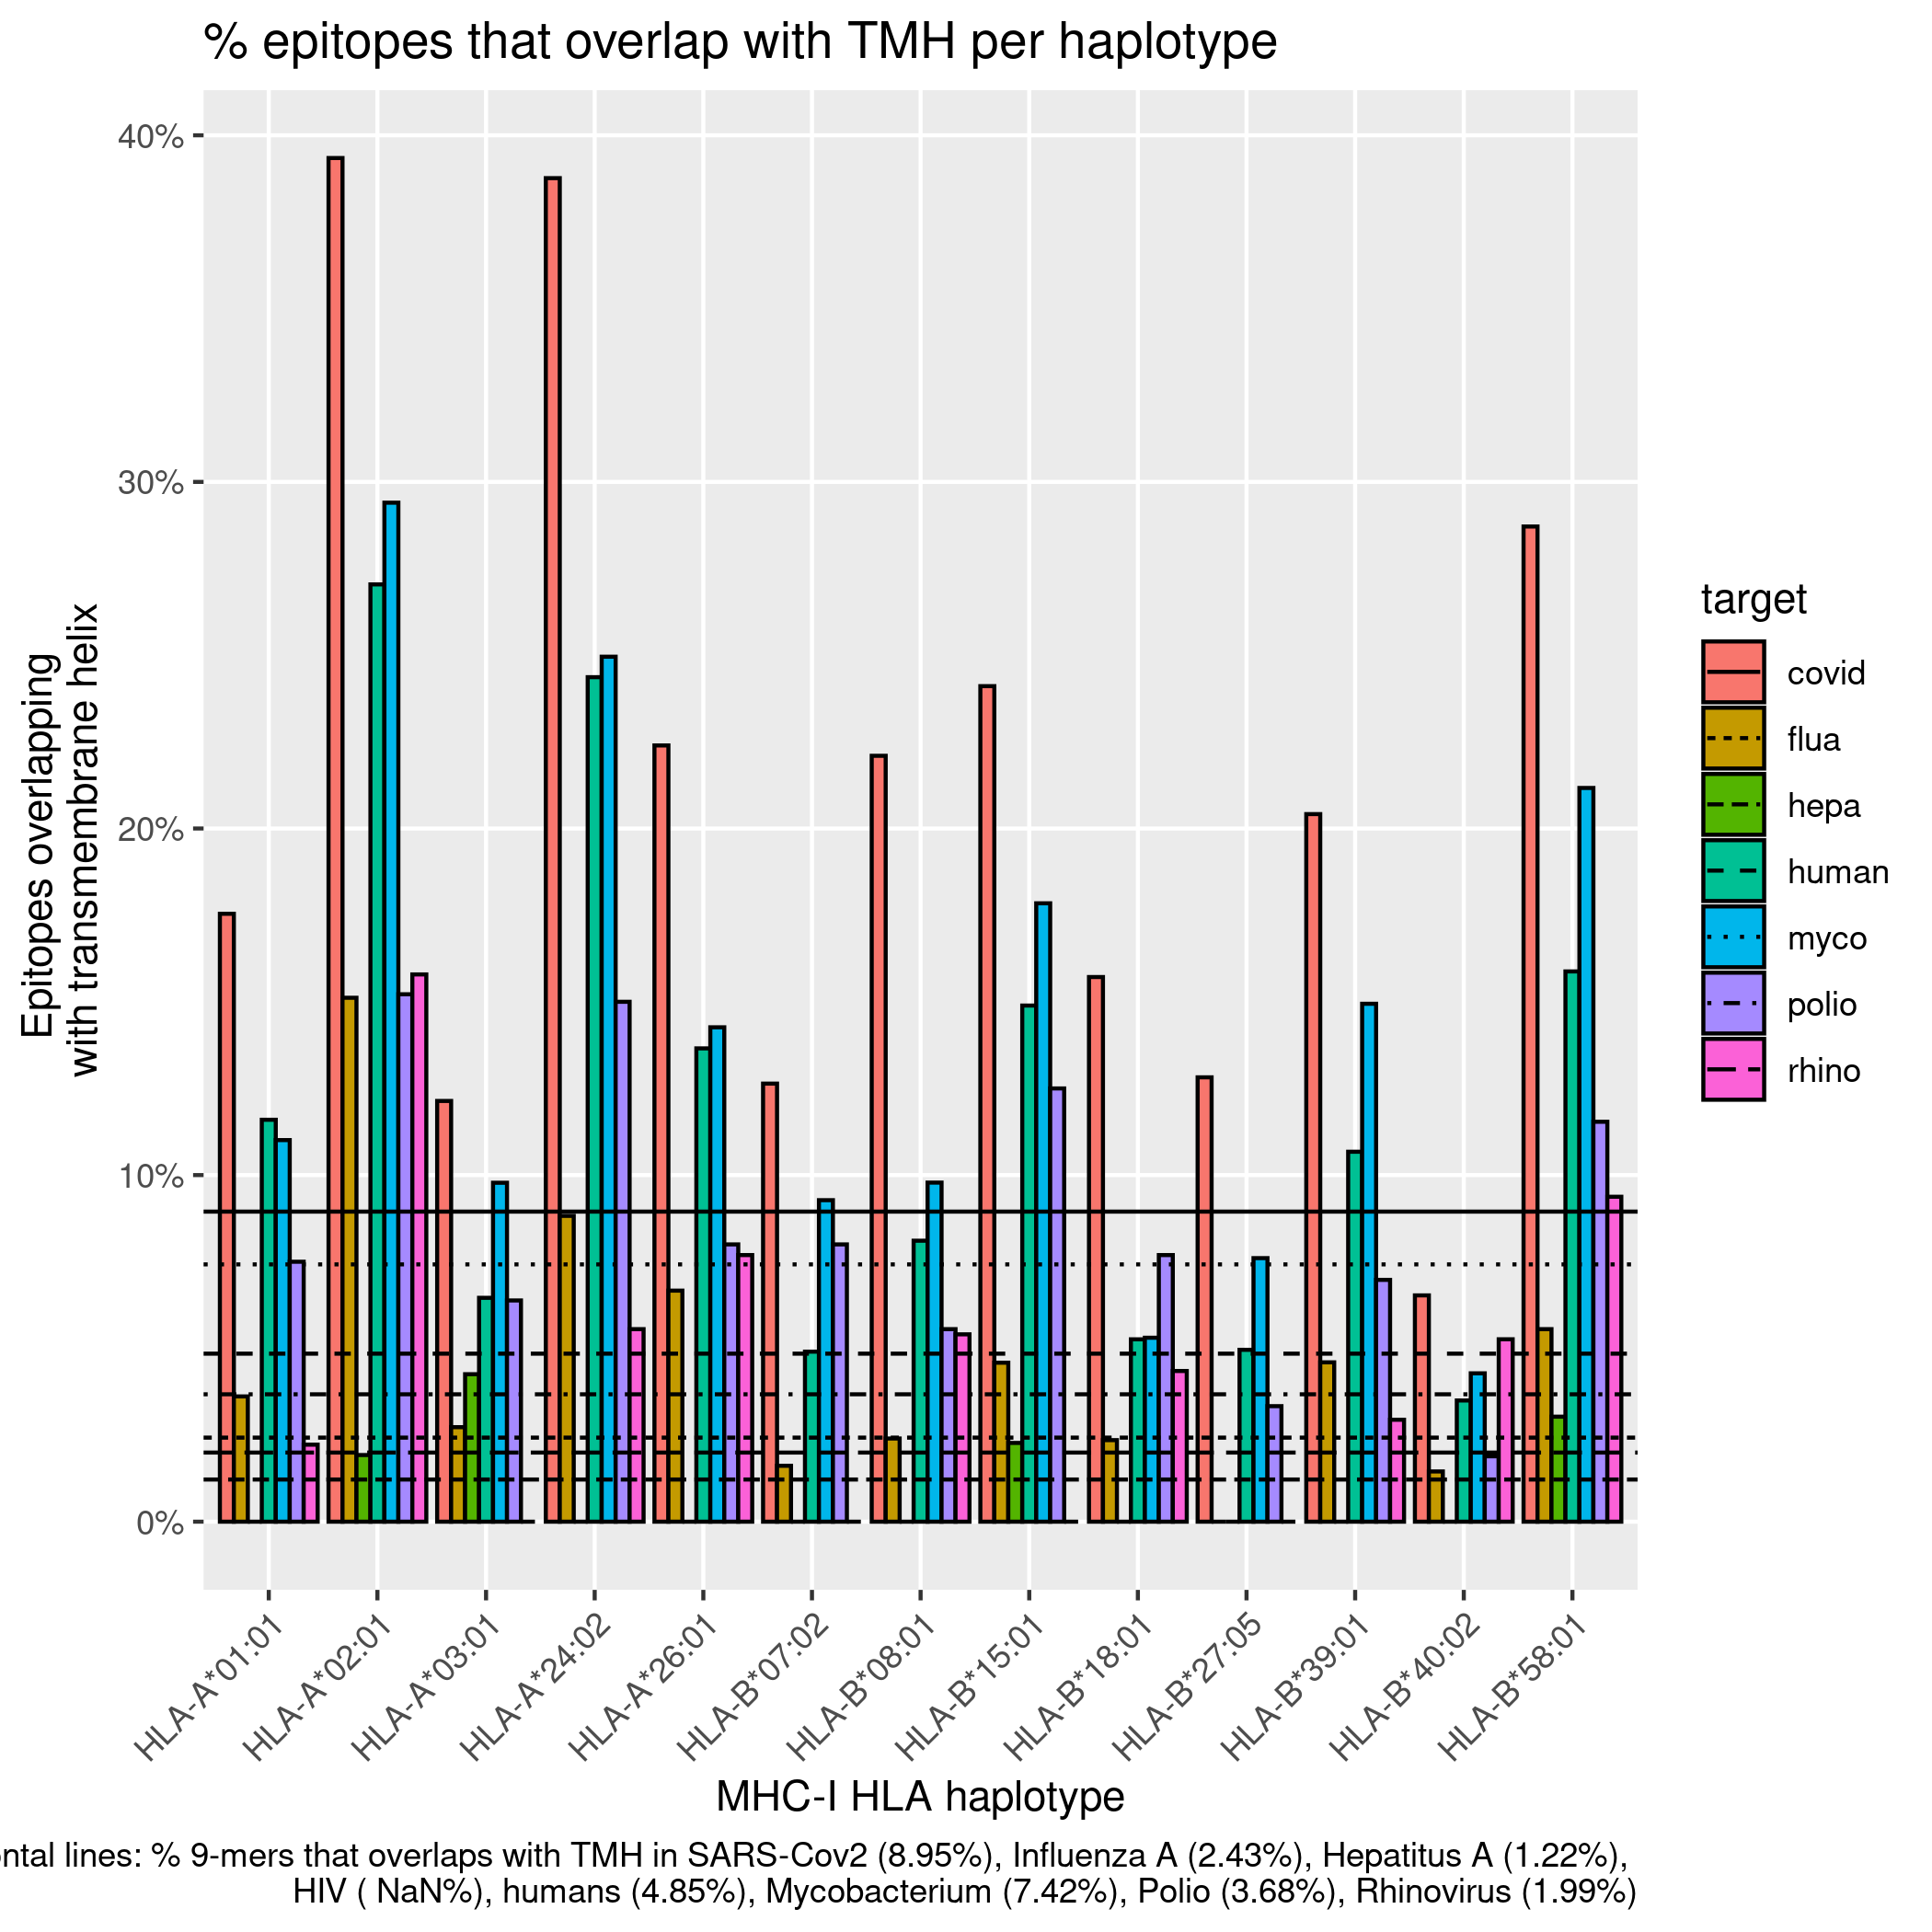 % epitopes that overlap with TMH per haplotype
Epitopes overlapping
with transmembrane helix
40%
30%
20%
10%
0%
HLA-A*01:01
HLA-A*02:01
HLA-A*03:01
HLA-A*24:02
HLA-A*26:01
HLA-B*07:02
HLA-B*08:01
HLA-B*15:01
HLA-B*18:01
HLA-B*27:05
HLA-B*39:01
HLA-B*40:02
HLA-B*58:01
MHC-I HLA haplotype
target
covid
flua
hepa
human
myco
polio
rhino
ntal lines: % 9-mers that overlaps with TMH in SARS-Cov2 (8.95%), Influenza A (2.43%), Hepatitus A (1.22%),
HIV ( NaN%), humans (4.85%), Mycobacterium (7.42%), Polio (3.68%), Rhinovirus (1.99%)